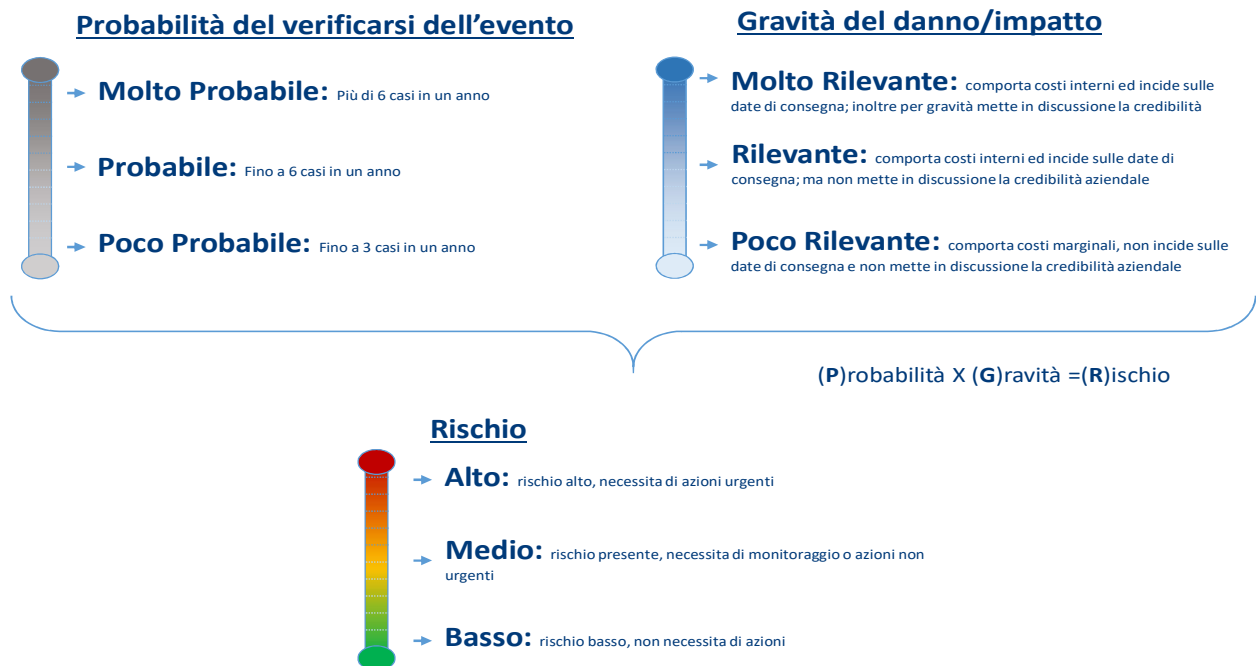 Probabilità del verificarsi dell'evento
Molto Probabile: Più di 6 casi in un anno
Probabile: Fino a 6 casi in un anno
Poco Probabile: Fino a 3 casi in un anno
Gravità del danno/impatto
Molto Rilevante: comporta costi interni ed incide sulle
date di consegna; inoltre per gravità mette in discussione la credibilità
Rilevante: comporta costi interni ed incide sulle date di
consegna; ma non mette in discussione la credibilità aziendale
Poco Rilevante: comporta costi marginali, non incide sulle
date di consegna e non mette in discussione la credibilità aziendale
(P)robabilità X (G)ravità =(R)ischio
Rischio
Alto: rischio alto, necessita di azioni urgenti
Medio: rischio presente, necessita di monitoraggio o azioni non
urgenti
Basso: rischio basso, non necessita di azioni